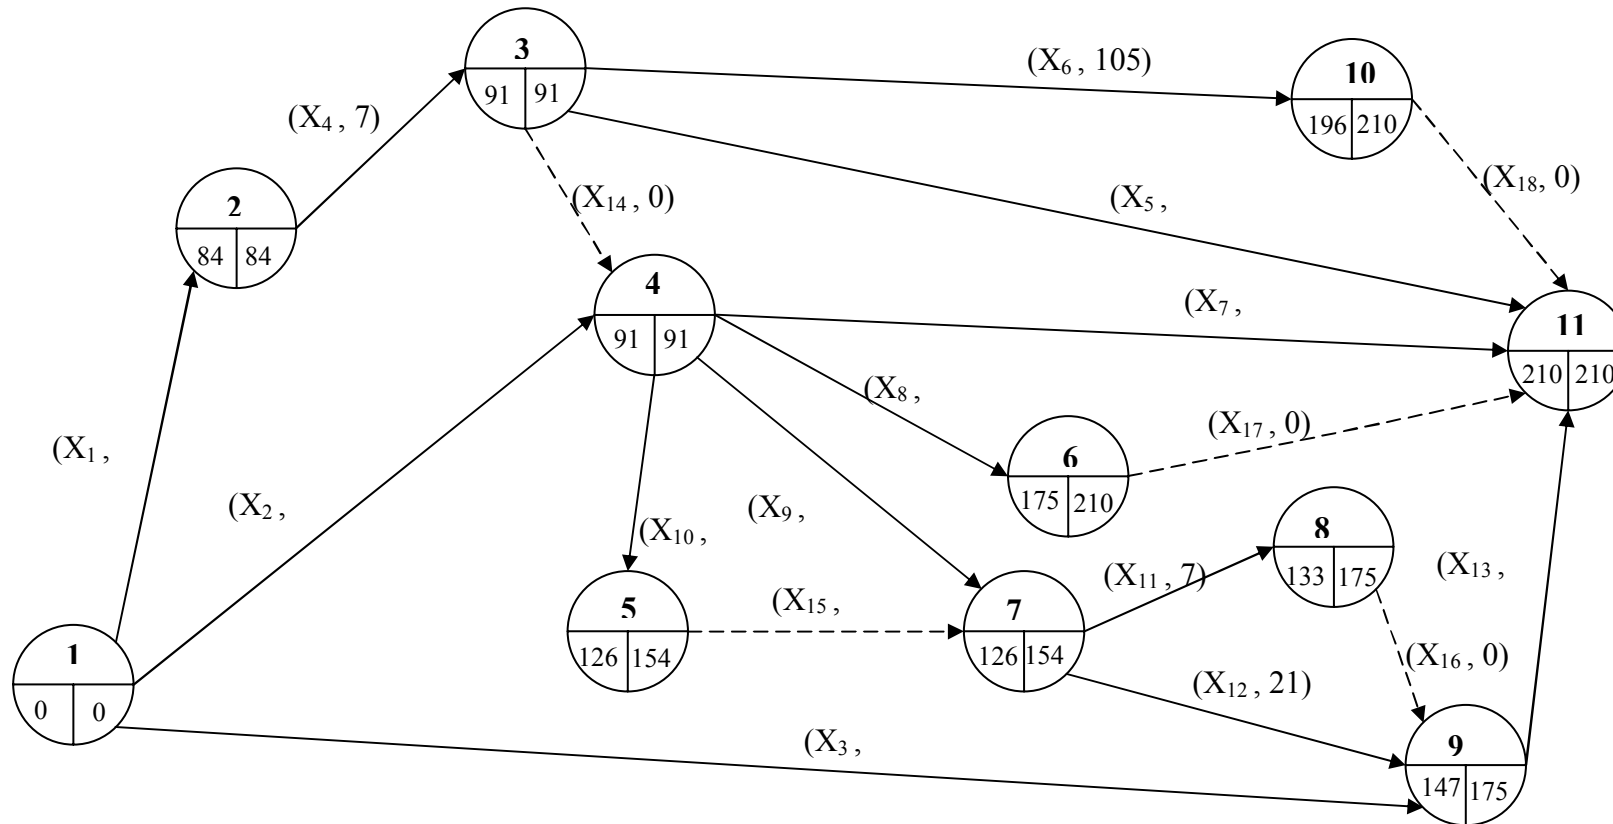 3
91 91
(X₆ , 105)
10
196 210
(X₄ , 7)
(X₁₄ , 0)
(X₅ ,
(X₁₈, 0)
2
84 84
4
91 91
(X₇ ,
11
210 210
(X₈ ,
(X₁₇ , 0)
(X₁ ,
(X₂ ,
6
175 210
(X₁₀ ,
(X₉ ,
8
133 175
(X₁₃ ,
5
126 154
(X₁₅ ,
7
126 154
(X₁₁ , 7)
(X₁₆ , 0)
1
0 0
(X₁₂ , 21)
(X₃ ,
9
147 175